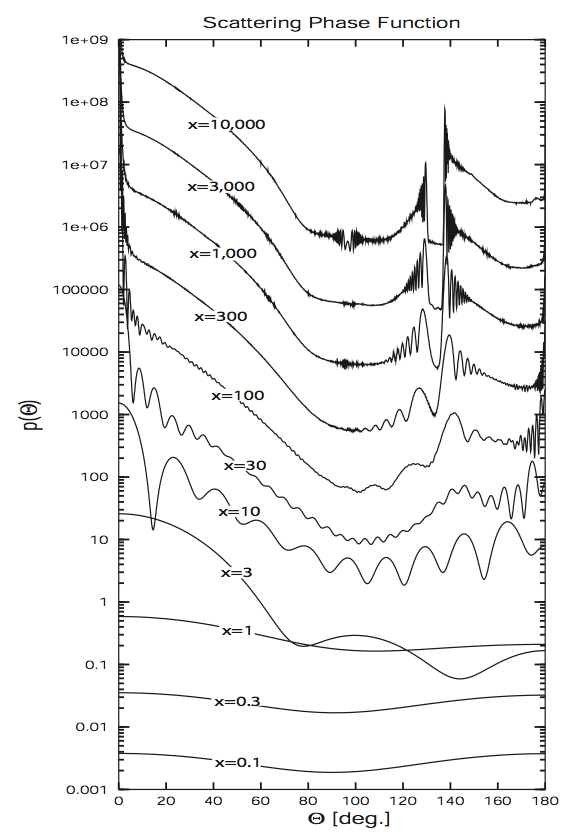 Scattering Phase Function
1e+09
1e+08
1e+07
1e+06
100000
10000
1000
100
10
1
0.1
0.01
0.001
p(Θ)
x=10,000
x=3,000
x=1,000
x=300
x=100
x=30
x=10
x=3
x=1
x=0.3
x=0.1
0 20 40 60 80 100 120 140 160 180
Θ [deg.]